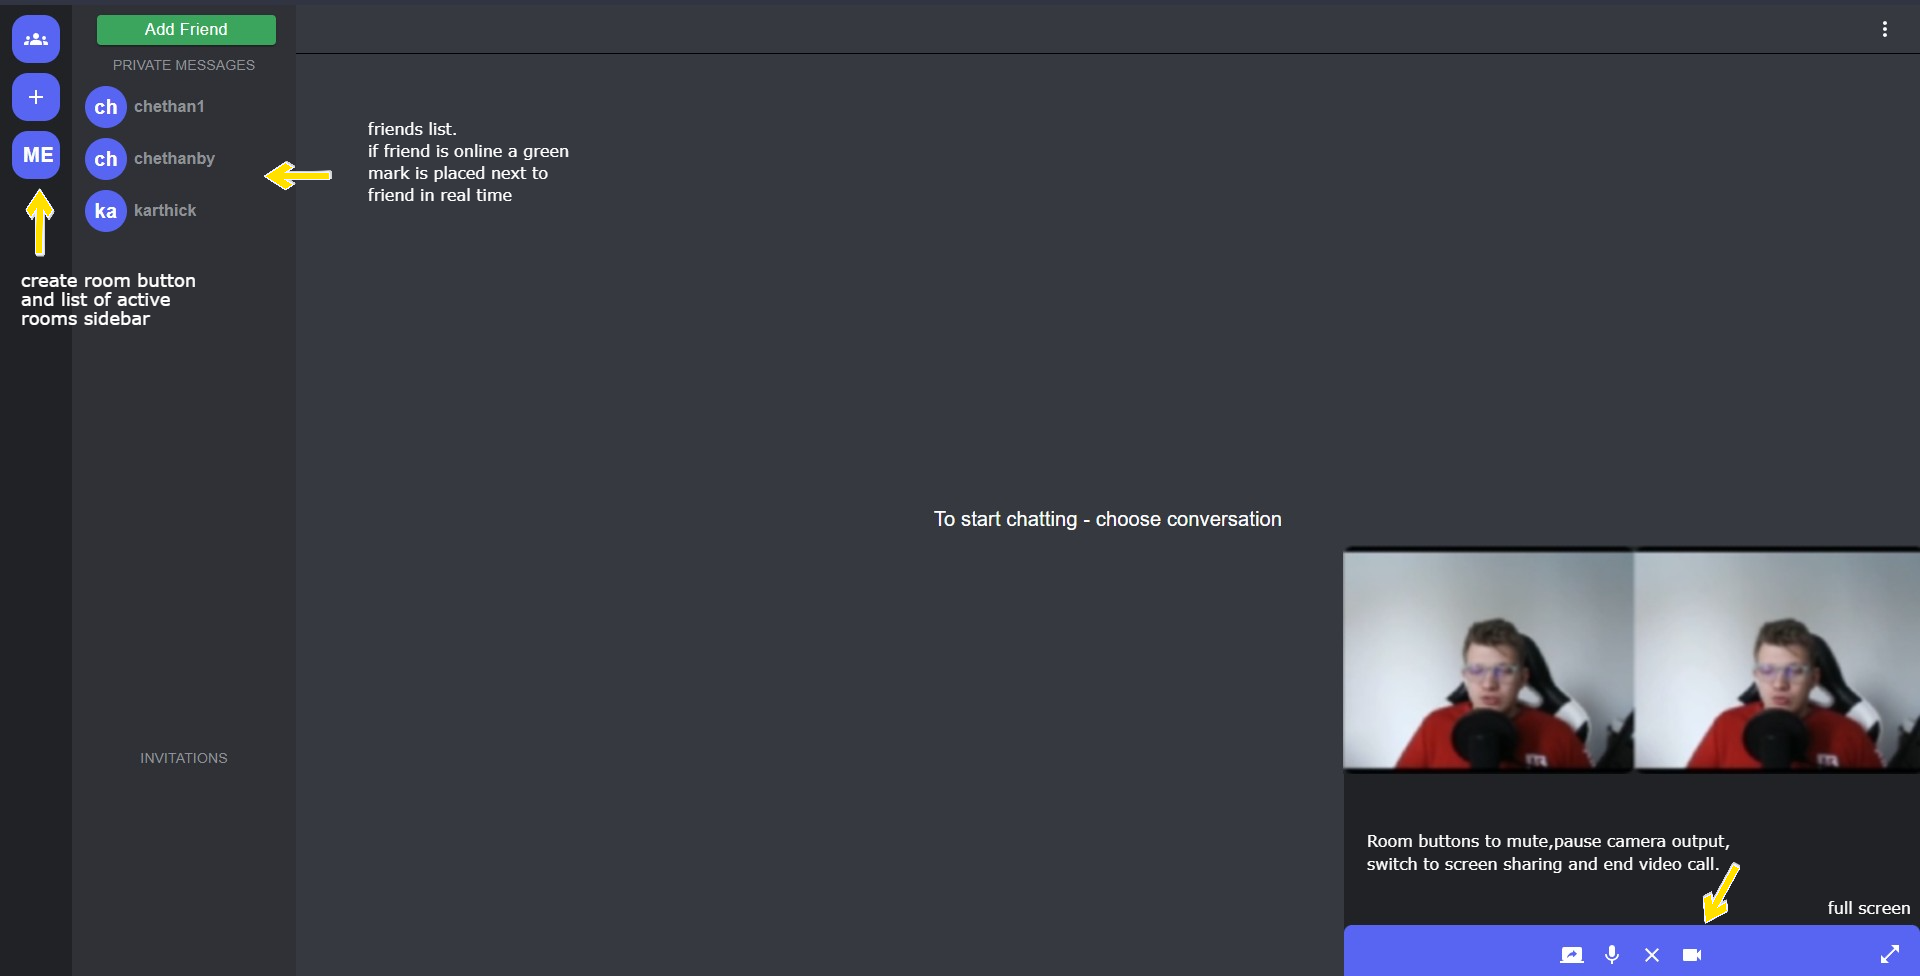 Add Friend
PRIVATE MESSAGES
ch chethan1
ch chethanby
ka karthick
ME
create room button
and list of active
rooms sidebar
friends list.
if friend is online a green
mark is placed next to
friend in real time
To start chatting - choose conversation
INVITATIONS
Room buttons to mute,pause camera output,
switch to screen sharing and end video call.
full screen